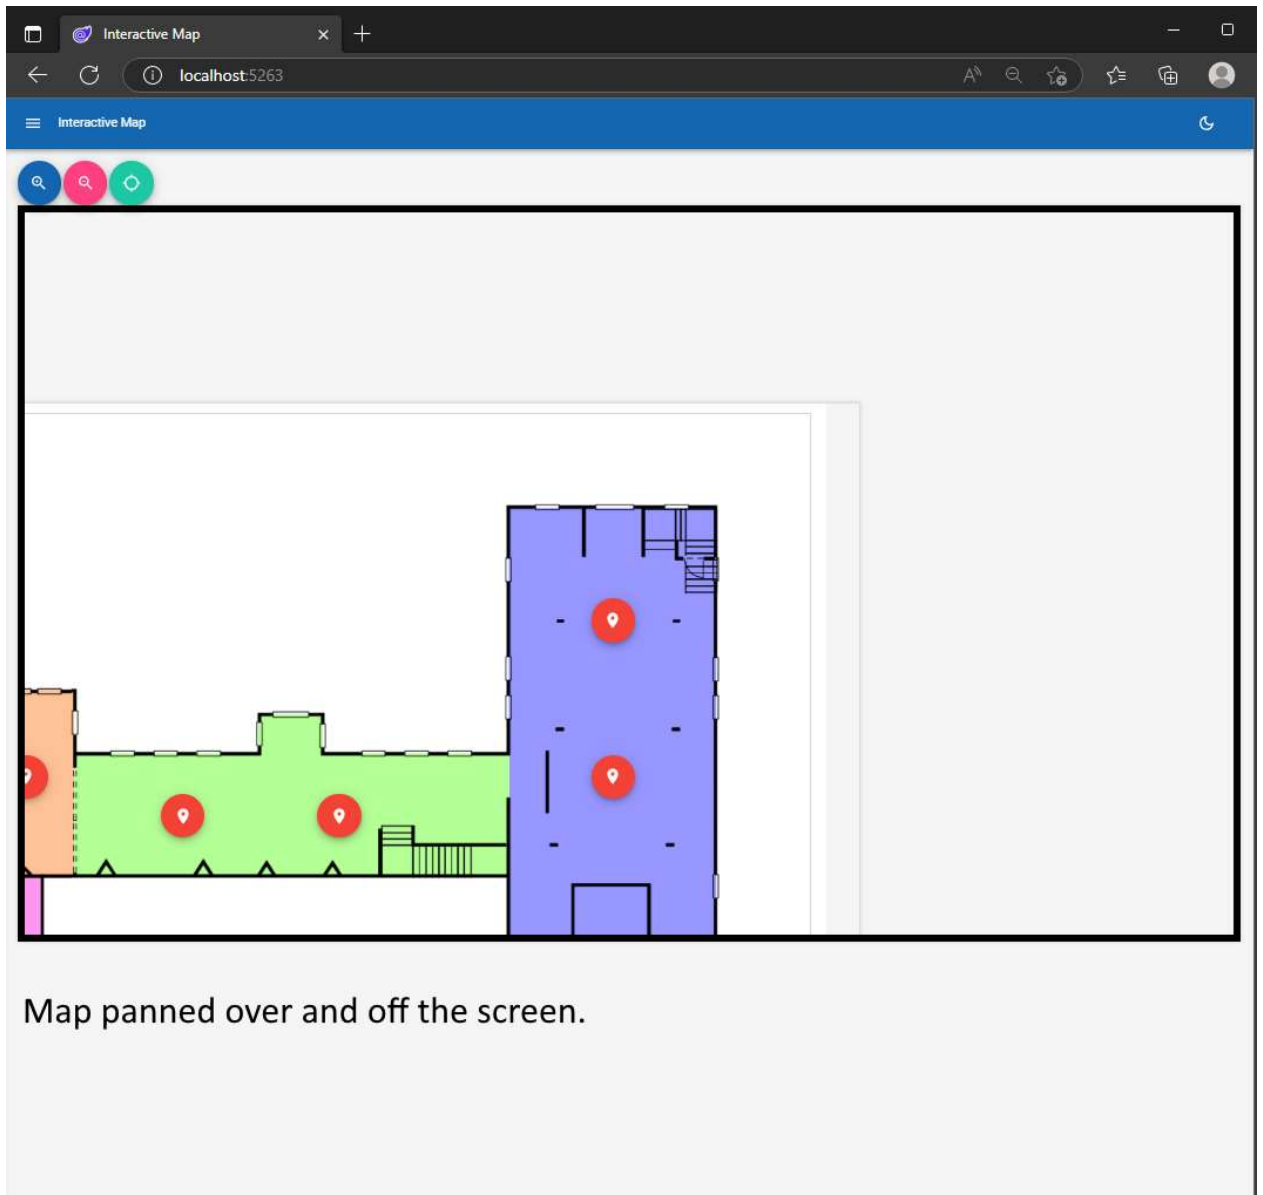 Interactive Map
localhost:5263
Interactive Map
Map panned over and off the screen.